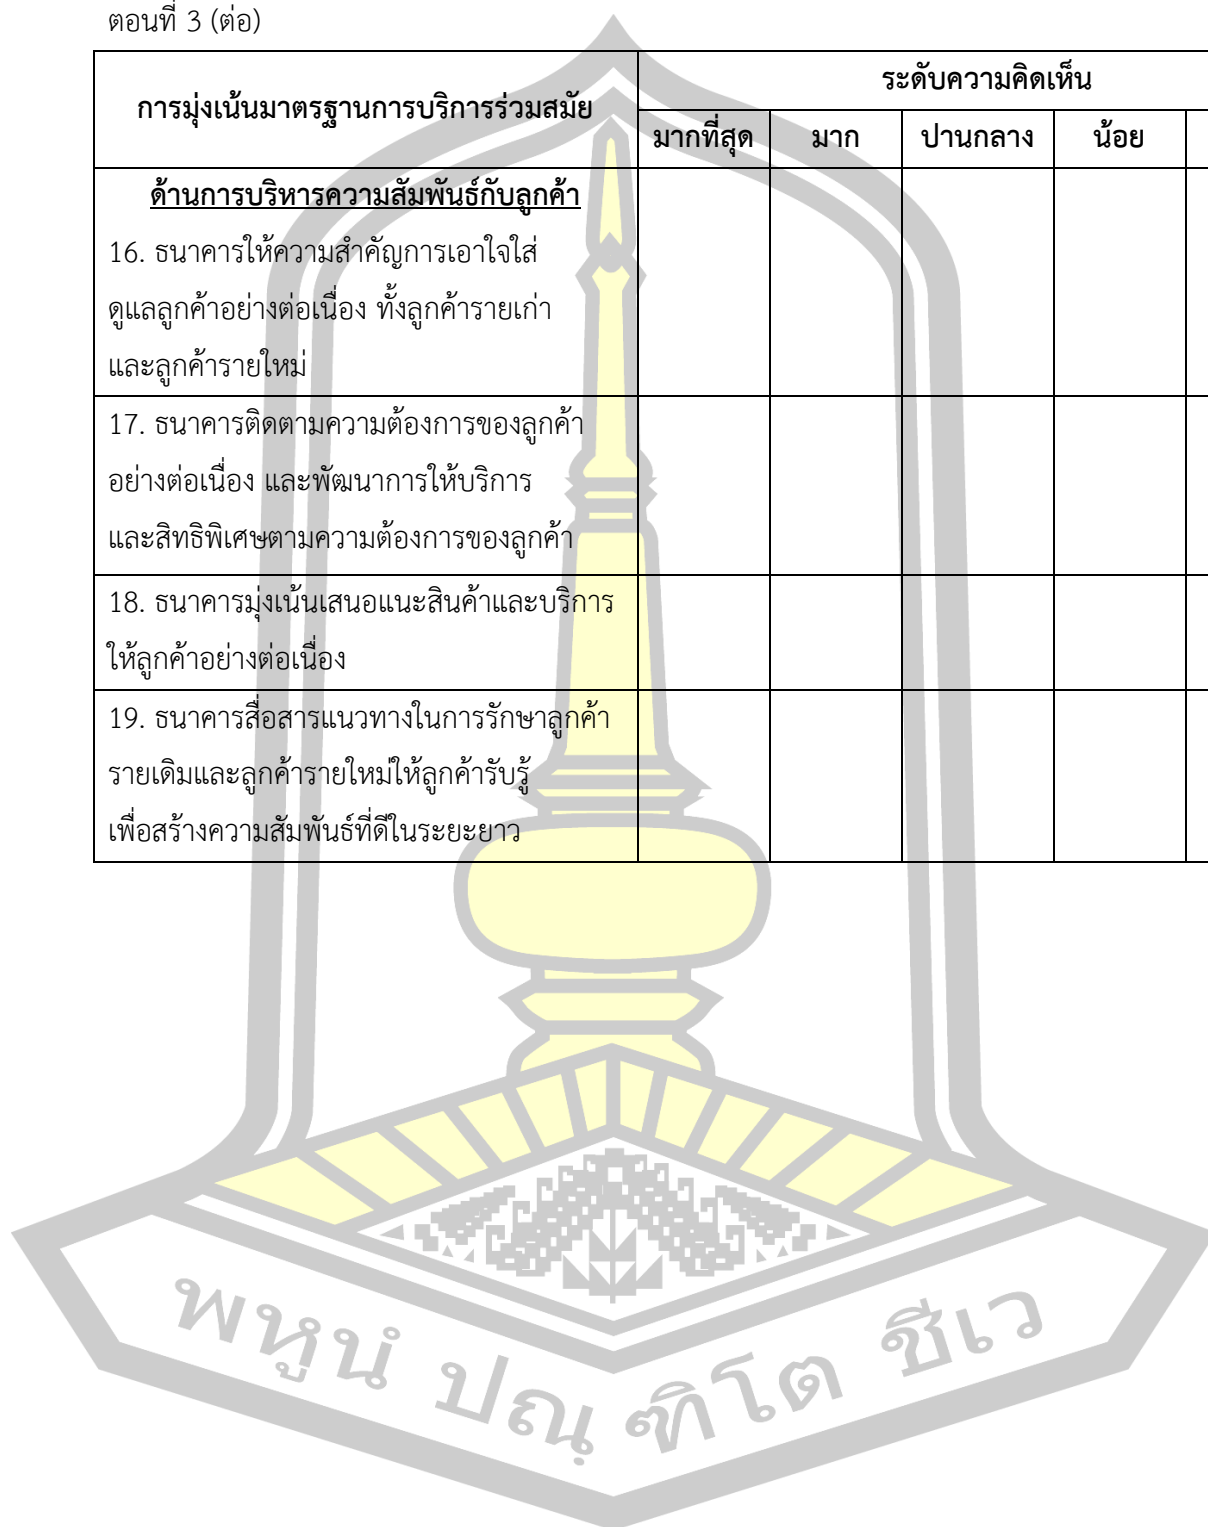 ตอนที่ 3 (ต่อ)
การมุ่งเน้นมาตรฐานการบริการร่วมสมัย
ระดับความคิดเห็น
มากที่สุด มาก ปานกลาง น้อย
ด้านการบริหารความสัมพันธ์กับลูกค้า
16. ธนาคารให้ความสำคัญการเอาใจใส่
ดูแลลูกค้าอย่างต่อเนื่อง ทั้งลูกค้ารายเก่า
และลูกค้ารายใหม่
17. ธนาคารติดตามความต้องการของลูกค้า
อย่างต่อเนื่อง และพัฒนาการให้บริการ
และสิทธิพิเศษตามความต้องการของลูกค้า
18. ธนาคารมุ่งเน้นเสนอแนะสินค้าและบริการ
ให้ลูกค้าอย่างต่อเนื่อง
19. ธนาคารสื่อสารแนวทางในการรักษาลูกค้า
รายเดิมและลูกค้ารายใหม่ให้ลูกค้ารับรู้
เพื่อสร้างความสัมพันธ์ที่ดีในระยะยาว
พหูนํ ปณฺฑิโต ชีเว